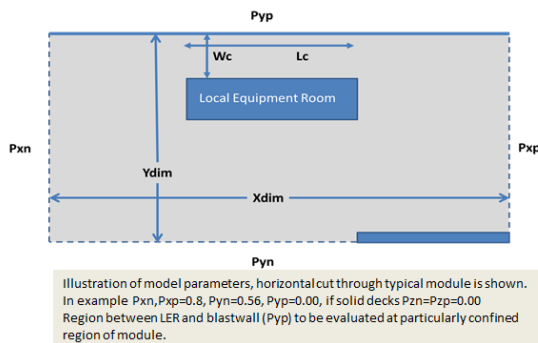 Pyp
Wc Lc
Local Equipment Room
Pxn
Pxp
Ydim
Xdim
Pyn
Illustration of model parameters, horizontal cut through typical module is shown.
In example Pxn,Pxp=0.8, Pyn=0.56, Pyp=0.00, if solid decks Pzn=Pzp=0.00
Region between LER and blastwall (Pyp) to be evaluated at particularly confined
region of module.